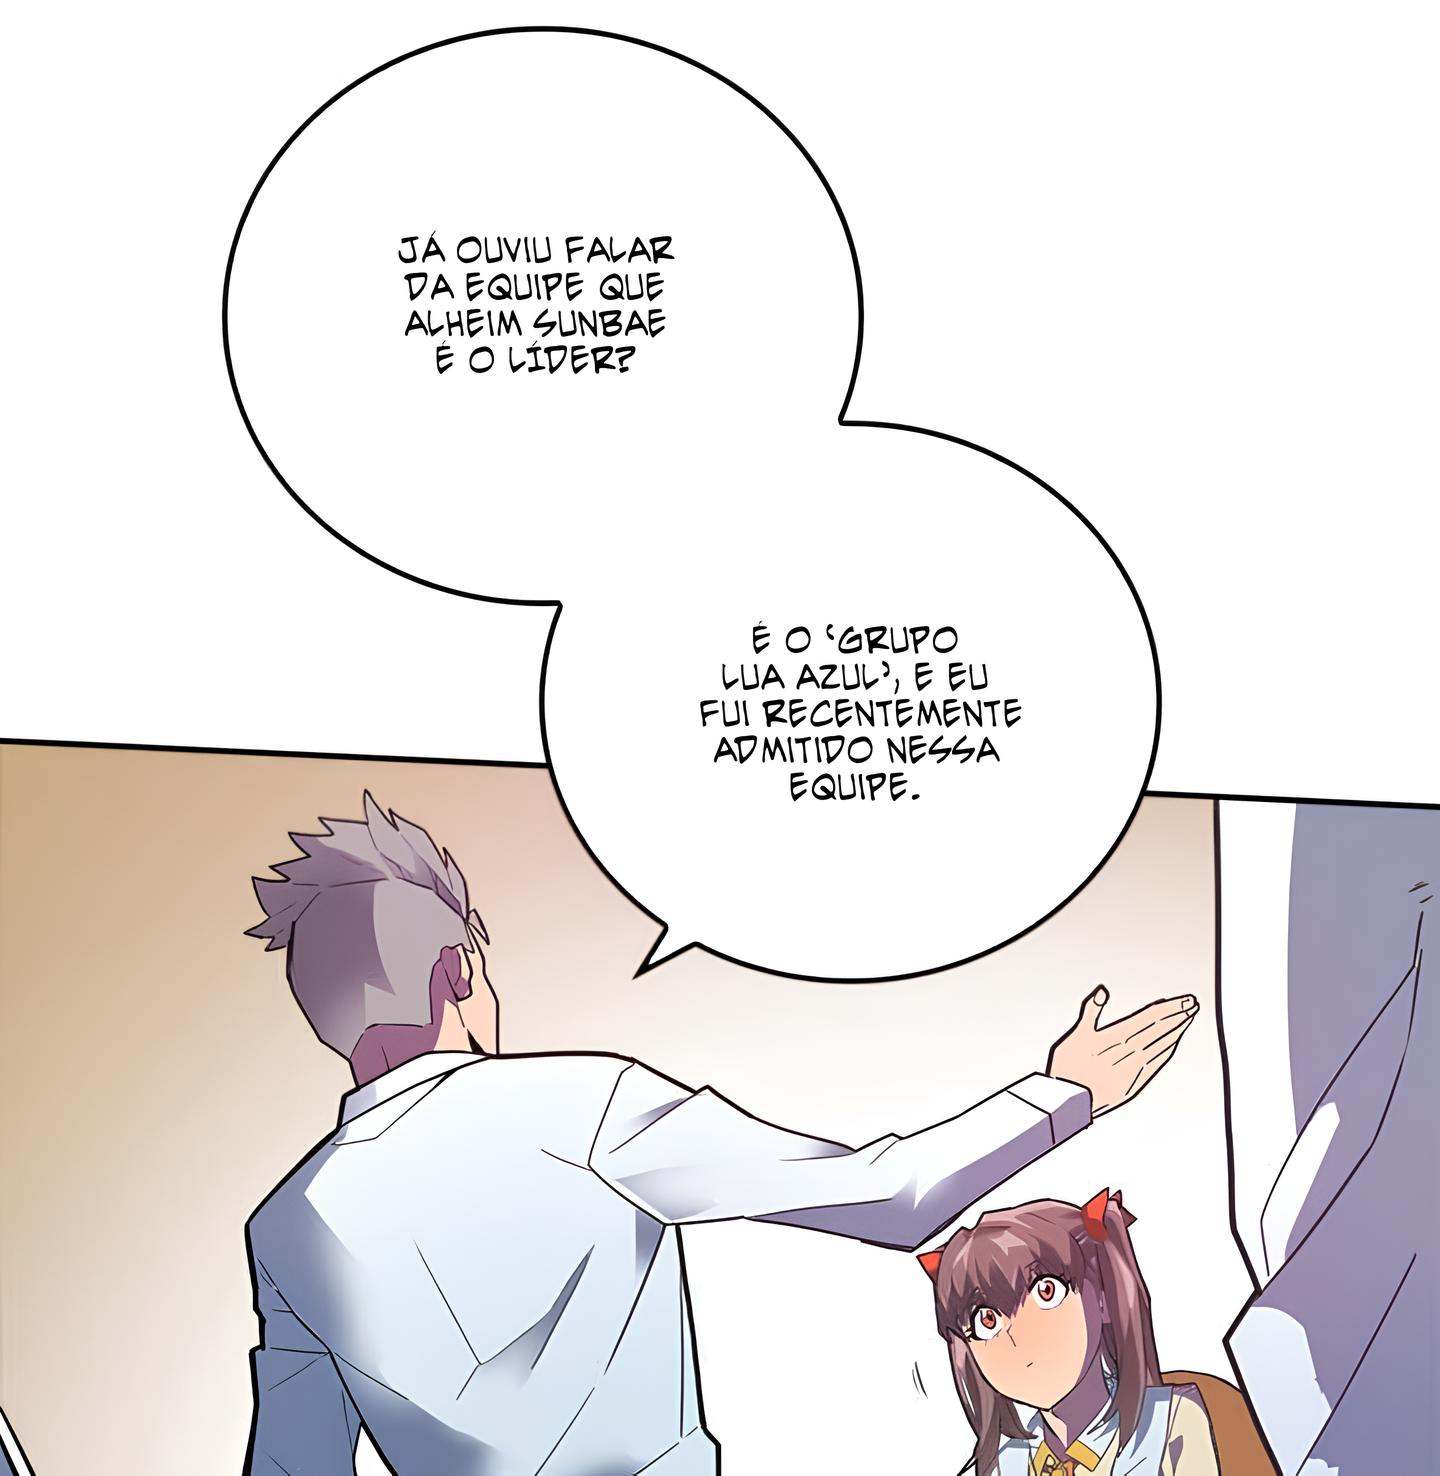 JÁ OUVIU FALAR
DA EQUIPE QUE
ALHEIM SUNBAE
É O LÍDER?
É O ‘GRUPO
LUA AZUL’, E EU
FUI RECENTEMENTE
ADMITIDO NESSA
EQUIPE.